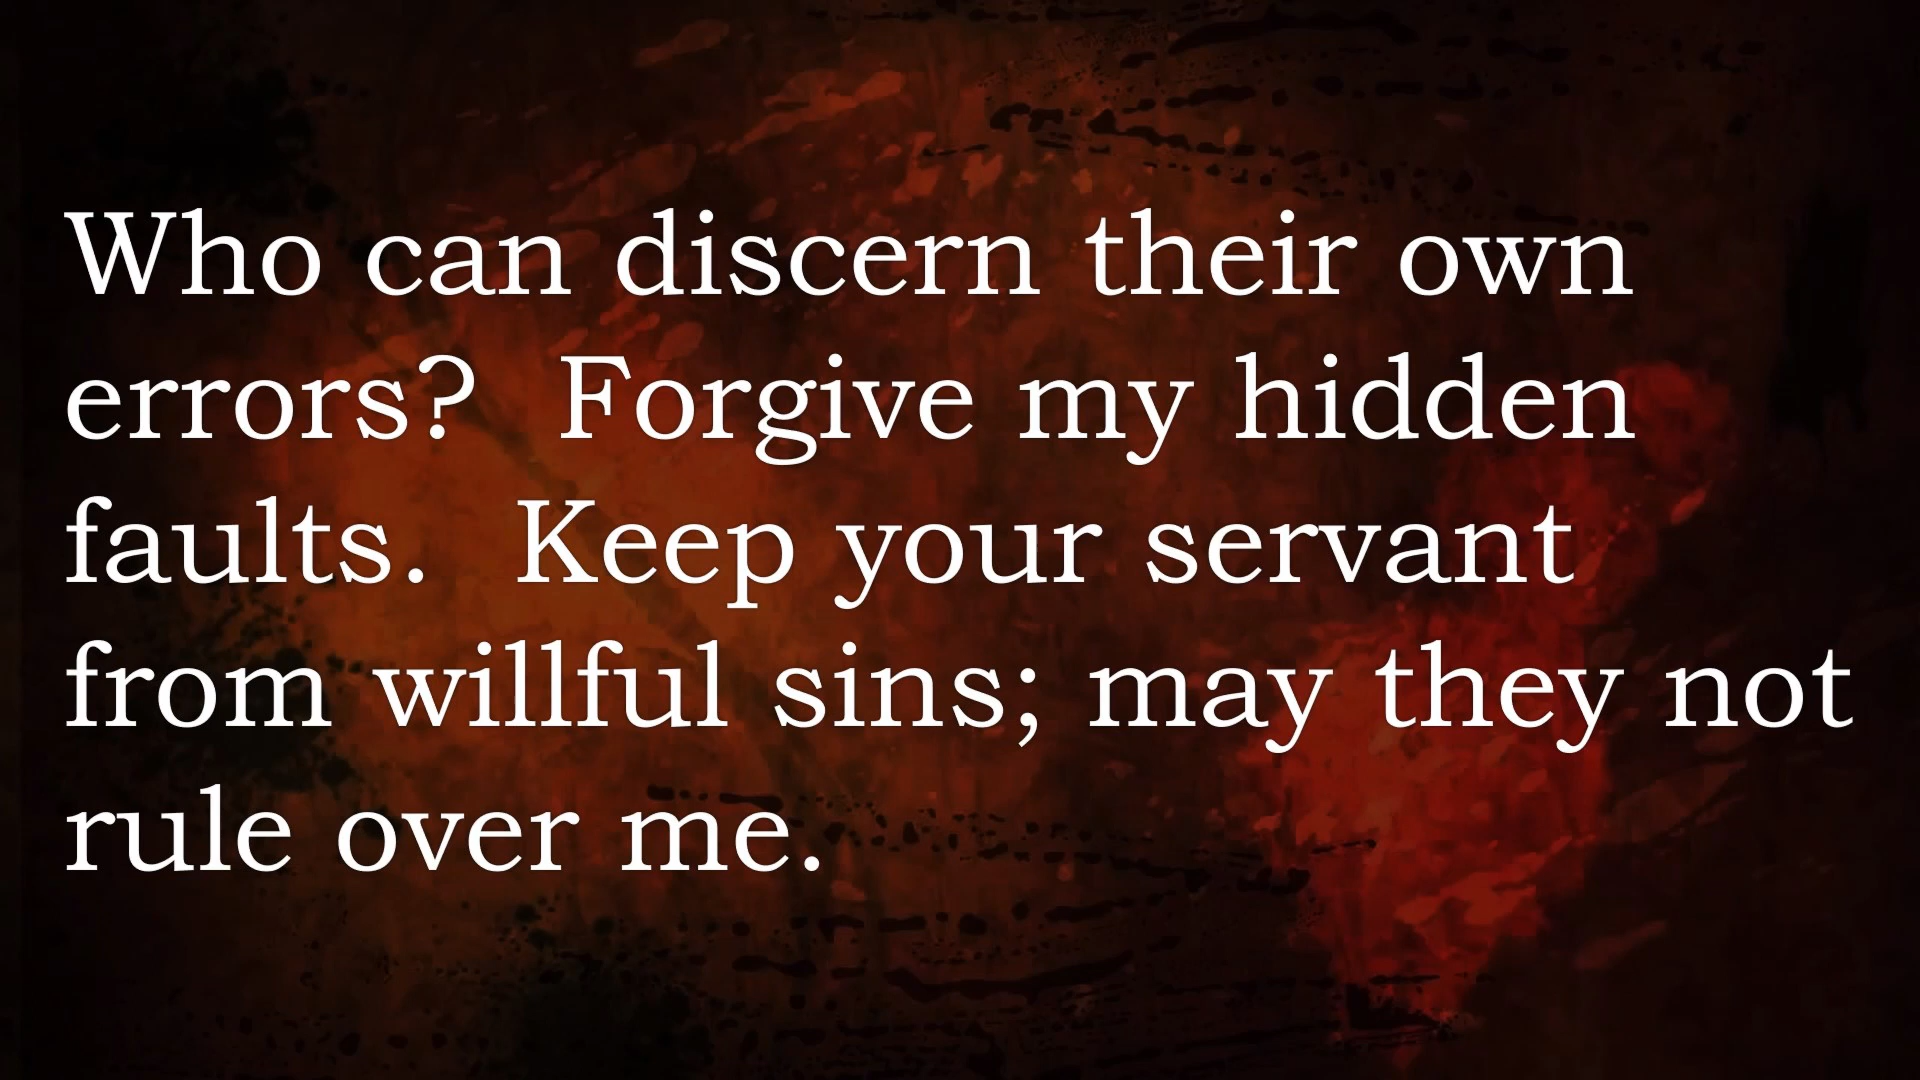 Who can discern their own
errors?  Forgive my hidden
faults.  Keep your servant
from willful sins; may they not
rule over me.